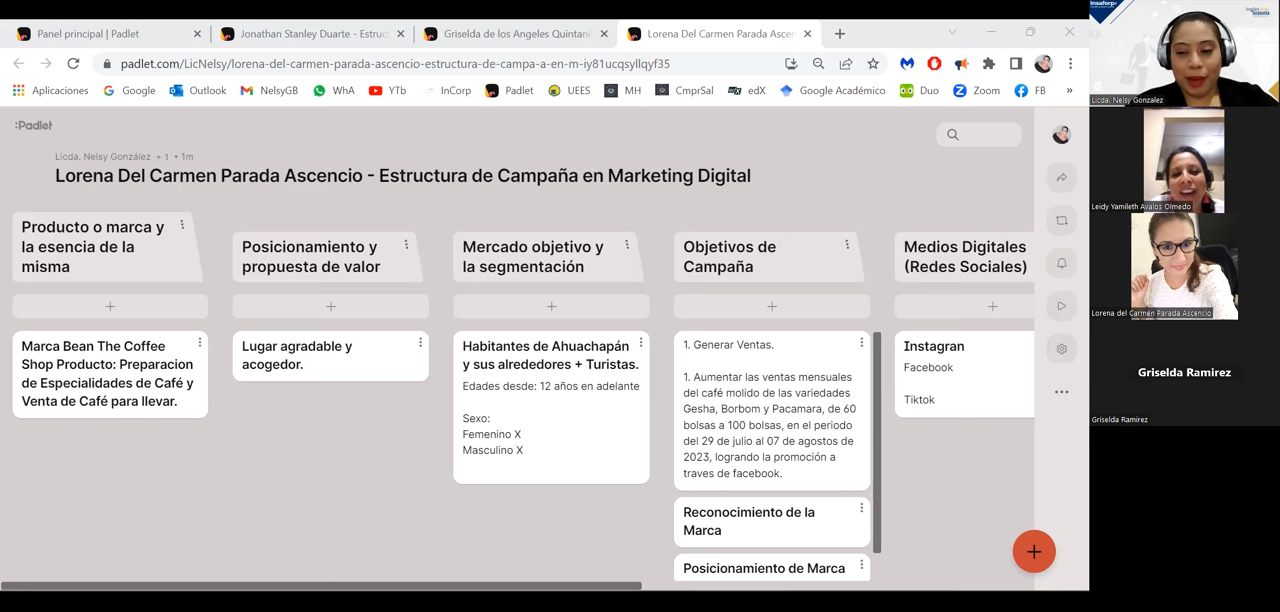 Panel principal | Padlet
Jonathan Stanley Duarte - Estruc
Griselda de los Angeles Quintani
Lorena Del Carmen Parada Ascen
padlet.com/LicNelsy/lorena-del-carmen-parada-ascencio-estructura-de-campa-a-en-m-iy81ucqsyllqyf35
Aplicaciones Google Outlook NelsyGB WhA YTb InCorp Padlet UEES MH CmprSal edX Google Académico Duo Zoom FB »
:Padlet
Licda. Nelsy González + 1 • 1m
Lorena Del Carmen Parada Ascencio - Estructura de Campaña en Marketing Digital
Producto o marca y
la esencia de la
misma
Marca Bean The Coffee
Shop Producto: Preparacion
de Especialidades de Café y
Venta de Café para llevar.
Posicionamiento y
propuesta de valor
Lugar agradable y
acogedor.
Mercado objetivo y
la segmentación
Habitantes de Ahuachapán
y sus alrededores + Turistas.
Edades desde: 12 años en adelante
Sexo:
Femenino X
Masculino X
Objetivos de
Campaña
1. Generar Ventas.
1. Aumentar las ventas mensuales
del café molido de las variedades
Gesha, Borbom y Pacamara, de 60
bolsas a 100 bolsas, en el periodo
del 29 de julio al 07 de agostos de
2023, logrando la promoción a
traves de facebook.
Reconocimiento de la
Marca
Posicionamiento de Marca
Medios Digitales
(Redes Sociales)
Instagran
Facebook
Tiktok
Insaforp
Licda. Nelsy Gonzalez
Leidy Yamileth Avalos Olmedo
Lorena del Carmen Parada Ascencio
Griselda Ramirez
Griselda Ramirez